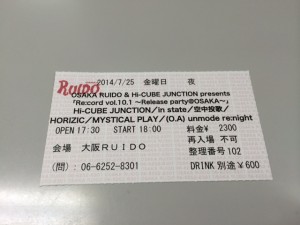 RUIDO 2014/7/25 金曜日 夜
OSAKA RUIDO & Hi-CUBE JUNCTION presents
『Re:cord vol.10.1 ～Release party@OSAKA～』
Hi-CUBE JUNCTION/in state/空中投歌/
HORIZIC/MYSTICAL PLAY/(O.A) unmode re:night
OPEN 17:30 START 18:00 料金¥ 2300
再入場 不可
会場 大阪RUIDO 整理番号102
(問): 06-6252-8301 DRINK 別途¥600